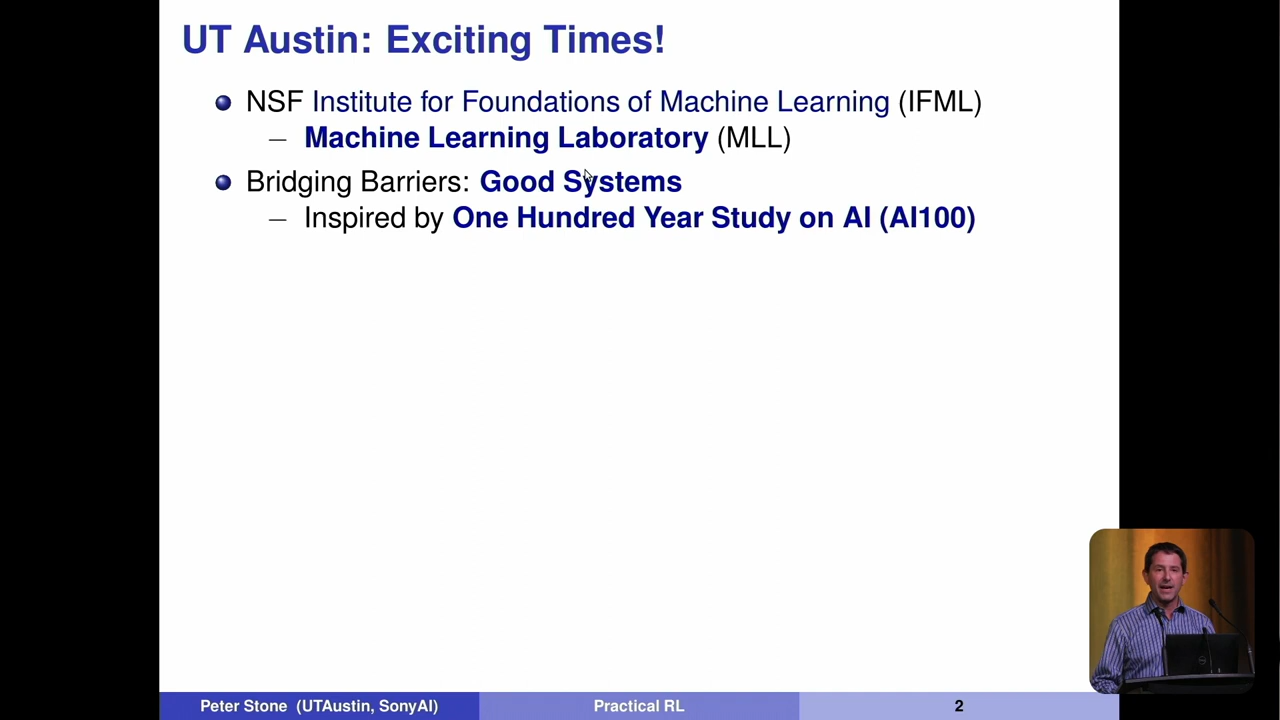 UT Austin: Exciting Times!
NSF Institute for Foundations of Machine Learning (IFML)
– Machine Learning Laboratory (MLL)
Bridging Barriers: Good Systems
– Inspired by One Hundred Year Study on AI (AI100)
Peter Stone (UTAustin, SonyAI) Practical RL 2